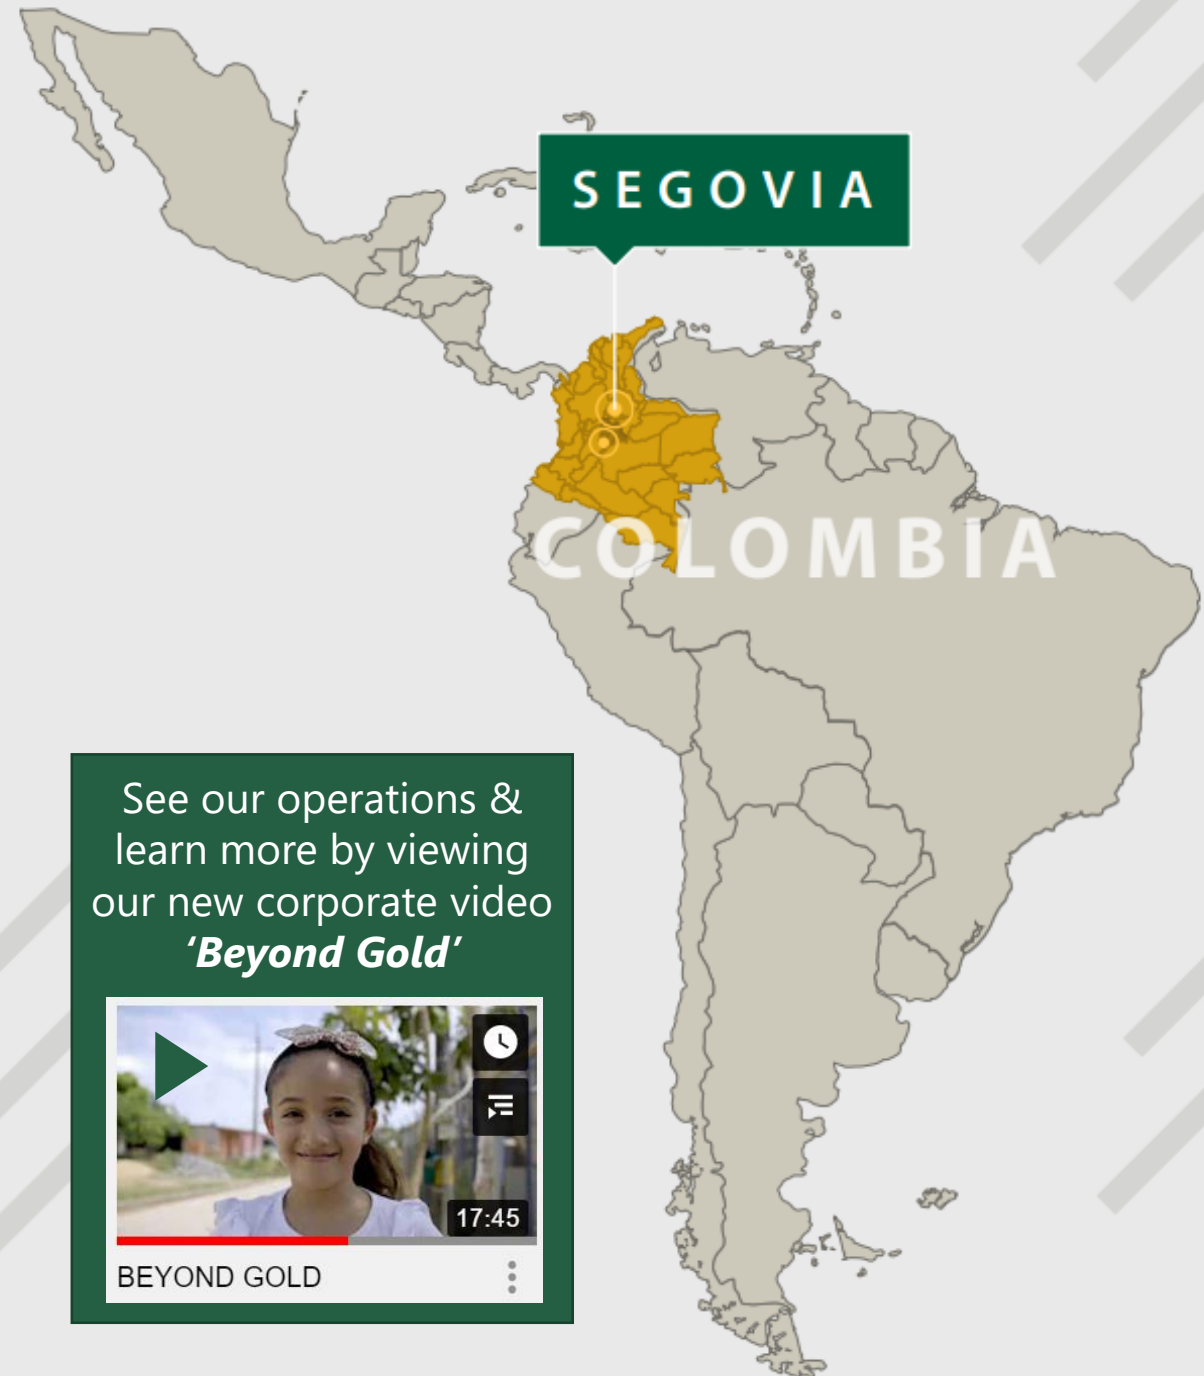 SEGOVIA
COLOMBIA
See our operations &
learn more by viewing
our new corporate video
‘Beyond Gold’
17:45
BEYOND GOLD